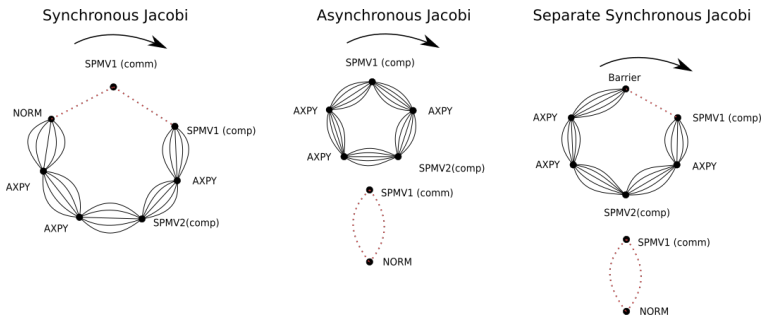 Synchronous Jacobi
SPMV1 (comm)
NORM
SPMV1 (comp)
AXPY
AXPY
SPMV2(comp)
AXPY
Asynchronous Jacobi
SPMV1 (comp)
AXPY
AXPY
AXPY
SPMV2(comp)
SPMV1 (comm)
NORM
Separate Synchronous Jacobi
Barrier
AXPY
SPMV1 (comp)
AXPY
AXPY
SPMV2(comp)
SPMV1 (comm)
NORM